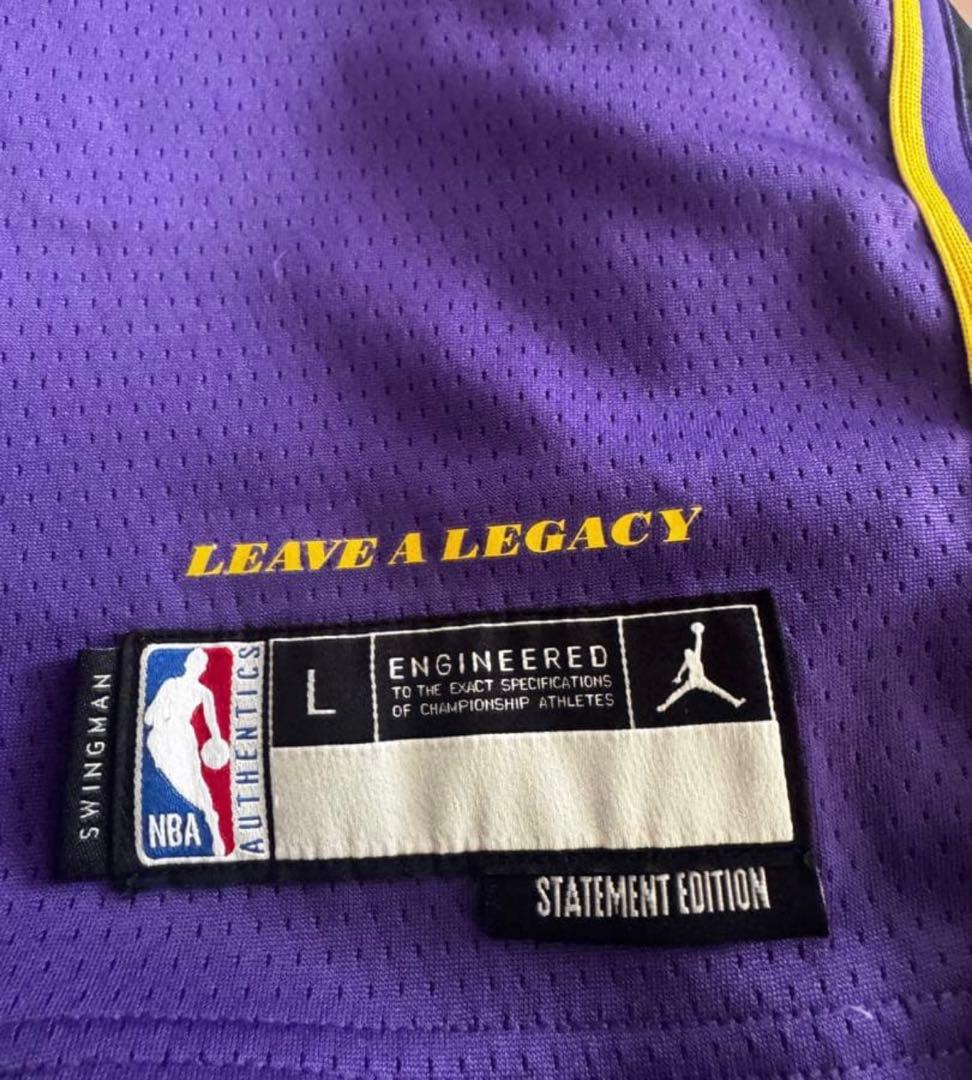 LEAVE A LEGACY
SWINGMAN
NBA
AUTHENTICS
L
ENGINEERED
TO THE EXACT SPECIFICATIONS
OF CHAMPIONSHIP ATHLETES
STATEMENT EDITION